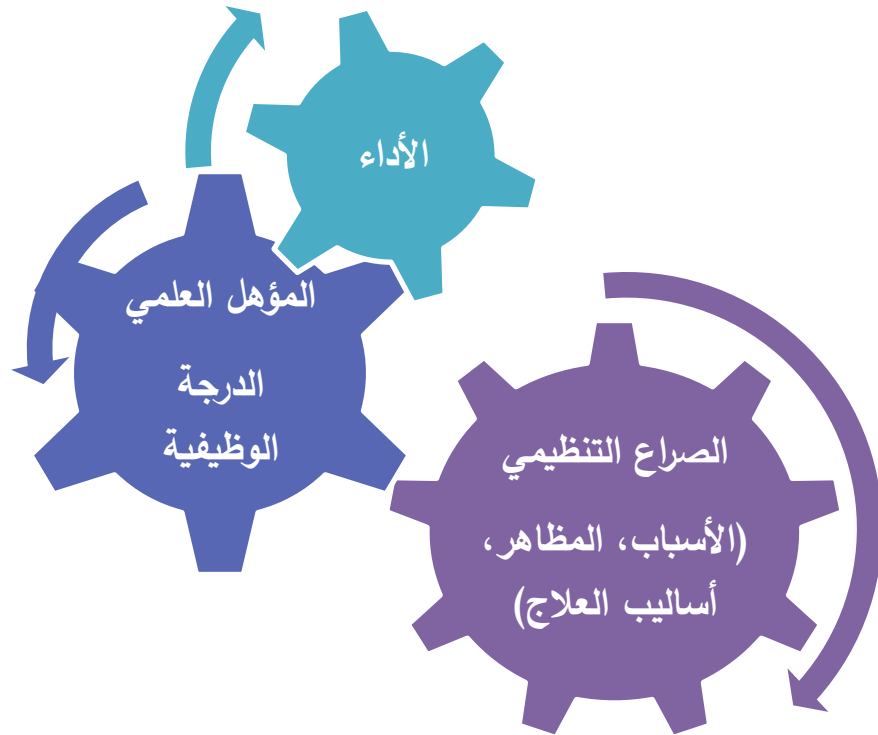 الأداء
المؤهل العلمي
الدرجة
الوظيفية
الصراع التنظيمي
(الأسباب، المظاهر،
أساليب العلاج)